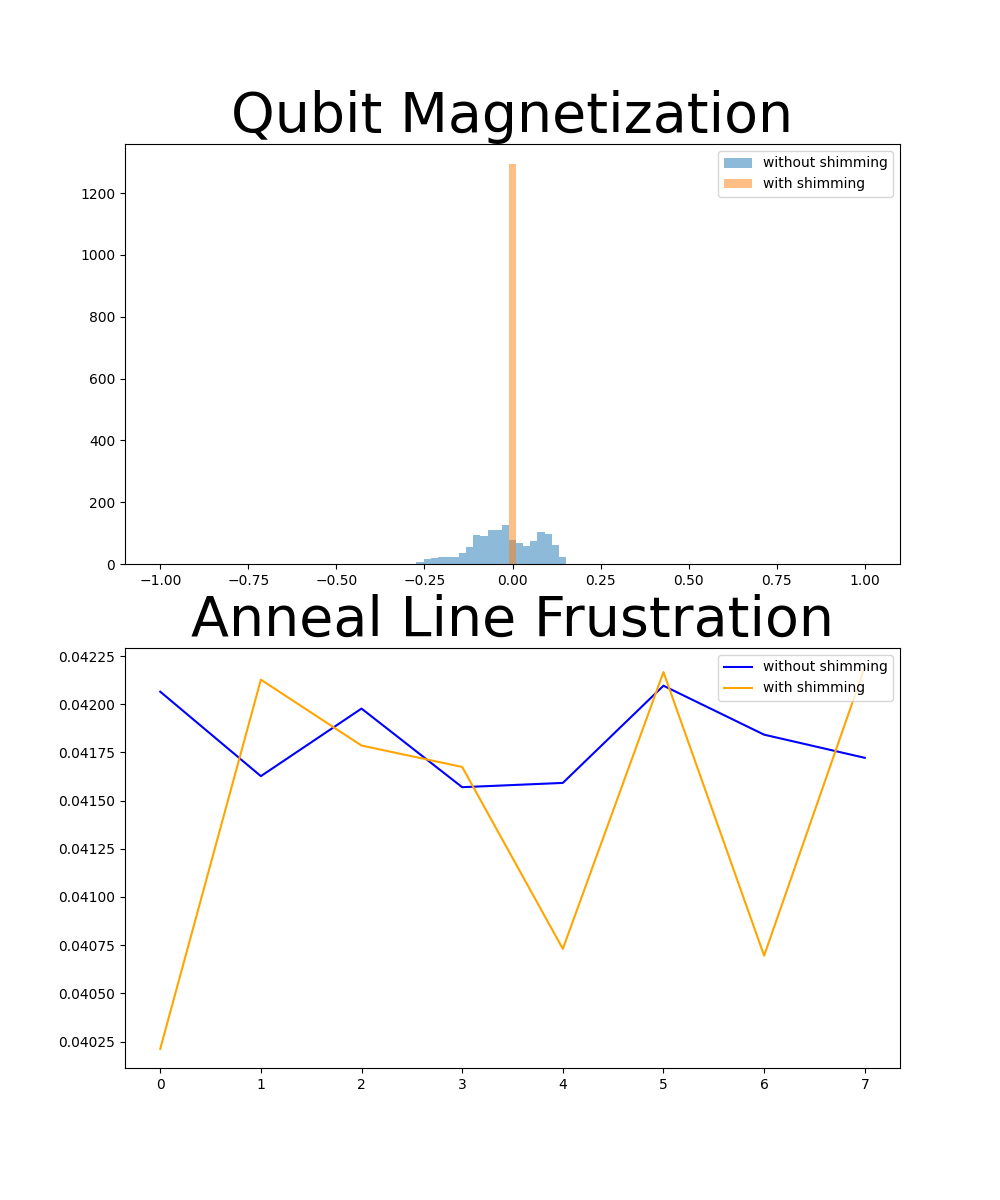 Qubit Magnetization
without shimming
with shimming
1200
1000
800
600
400
200
0
−1.00 −0.75 −0.50 −0.25 0.00 0.25 0.50 0.75 1.00
Anneal Line Frustration
without shimming
with shimming
0.04225
0.04200
0.04175
0.04150
0.04125
0.04100
0.04075
0.04050
0.04025
0 1 2 3 4 5 6 7